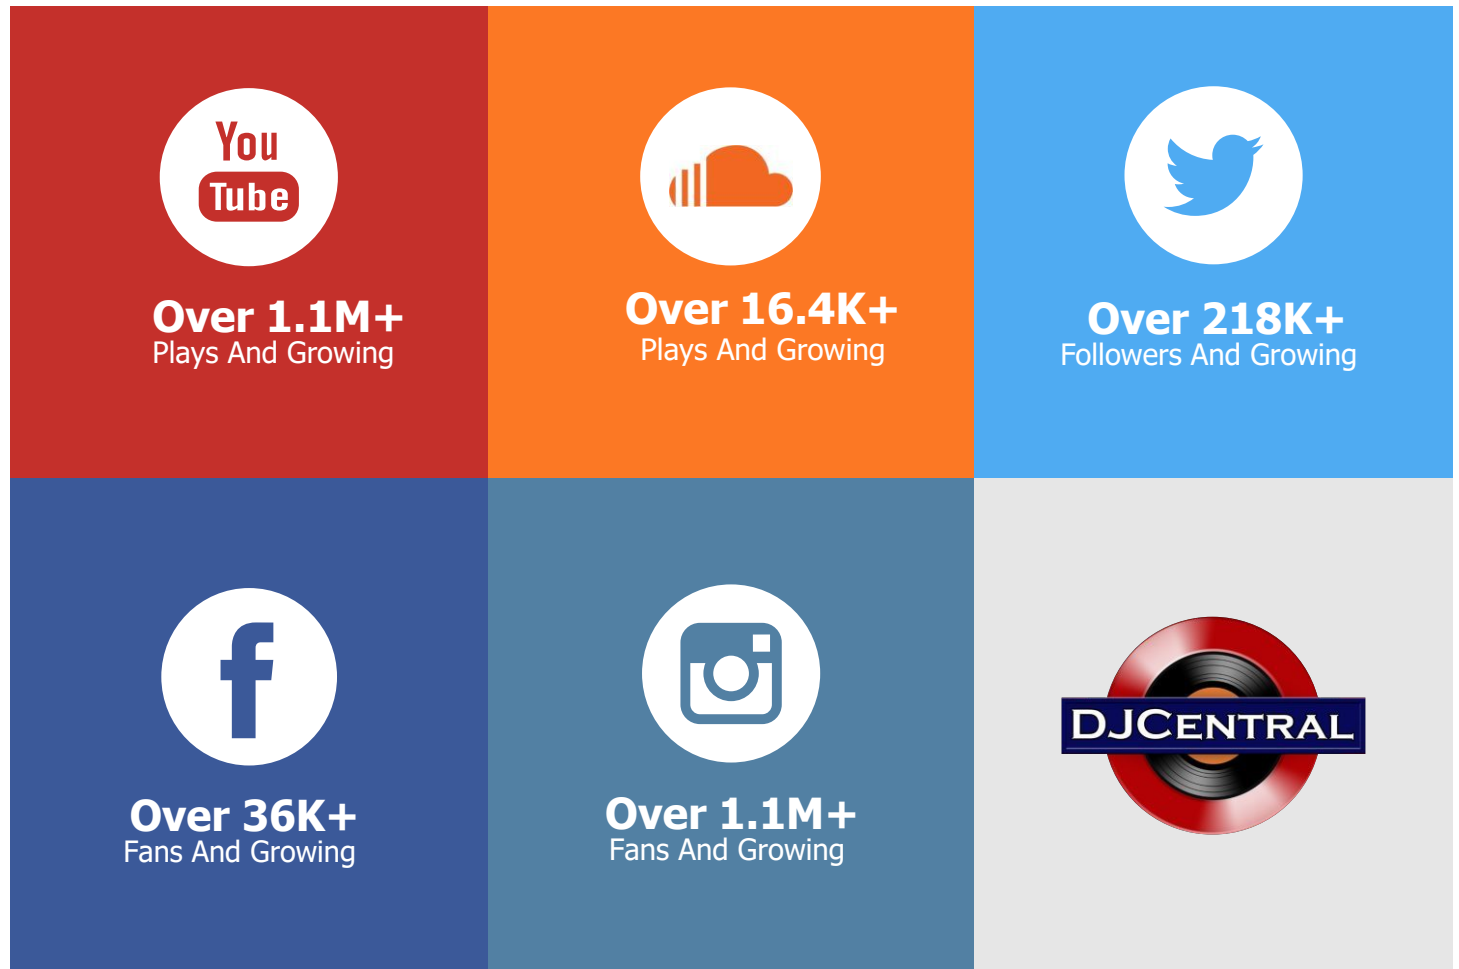 You
Tube
Over 1.1M+
Plays And Growing
Over 16.4K+
Plays And Growing
Over 218K+
Followers And Growing
f
Over 36K+
Fans And Growing
Over 1.1M+
Fans And Growing
DJCENTRAL